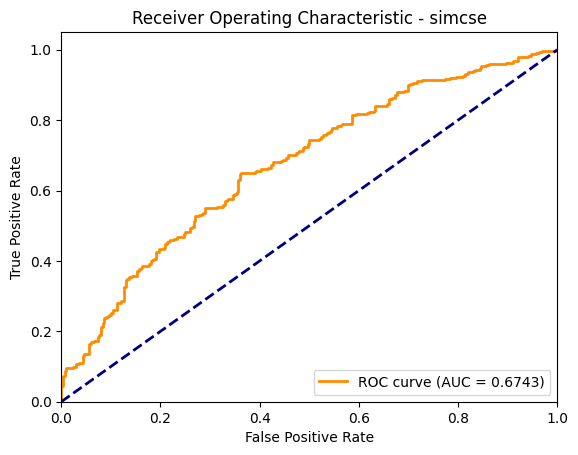 Receiver Operating Characteristic - simcse
1.0
0.8
0.6
0.4
0.2
0.0
True Positive Rate
ROC curve (AUC = 0.6743)
0.0 0.2 0.4 0.6 0.8 1.0
False Positive Rate